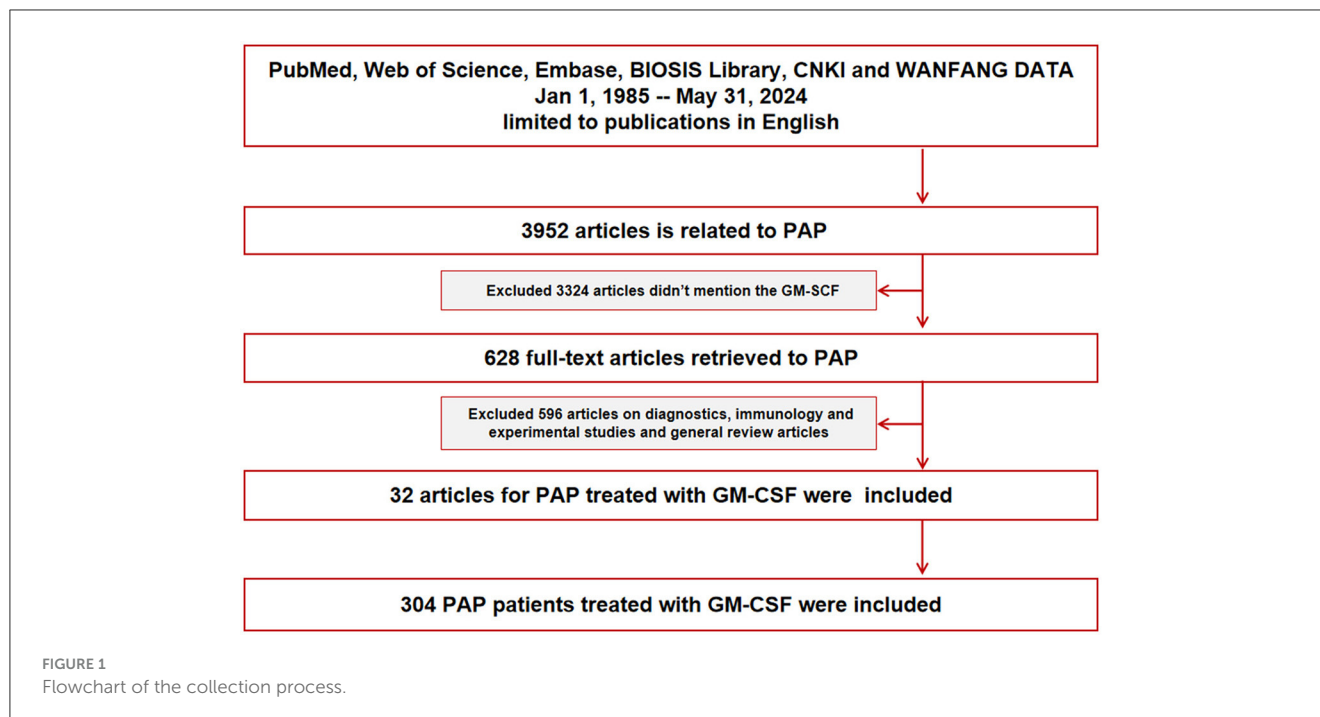 PubMed, Web of Science, Embase, BIOSIS Library, CNKI and WANFANG DATA
Jan 1, 1985 -- May 31, 2024
limited to publications in English
3952 articles is related to PAP
Excluded 3324 articles didn't mention the GM-SCF
628 full-text articles retrieved to PAP
Excluded 596 articles on diagnostics, immunology and
experimental studies and general review articles
32 articles for PAP treated with GM-CSF were included
304 PAP patients treated with GM-CSF were included
FIGURE 1
Flowchart of the collection process.